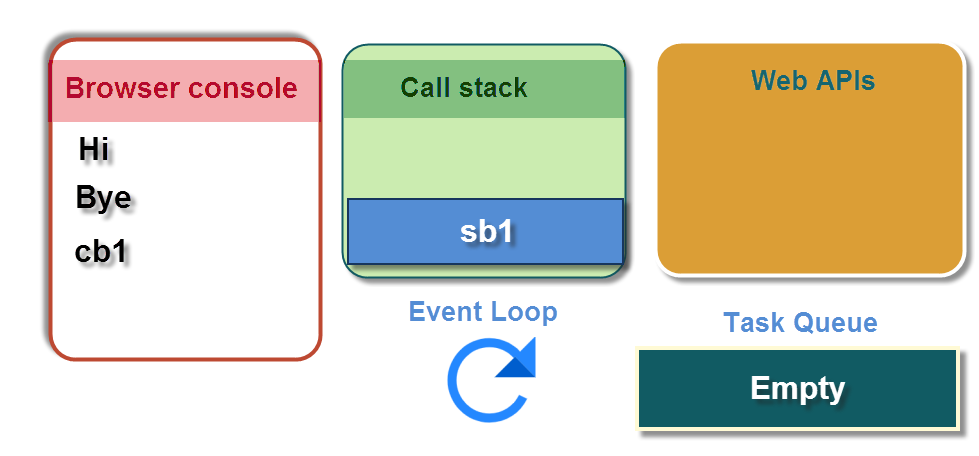 Browser console
Hi
Bye
cb1
Call stack
sb1
Web APIs
Event Loop
Task Queue
Empty